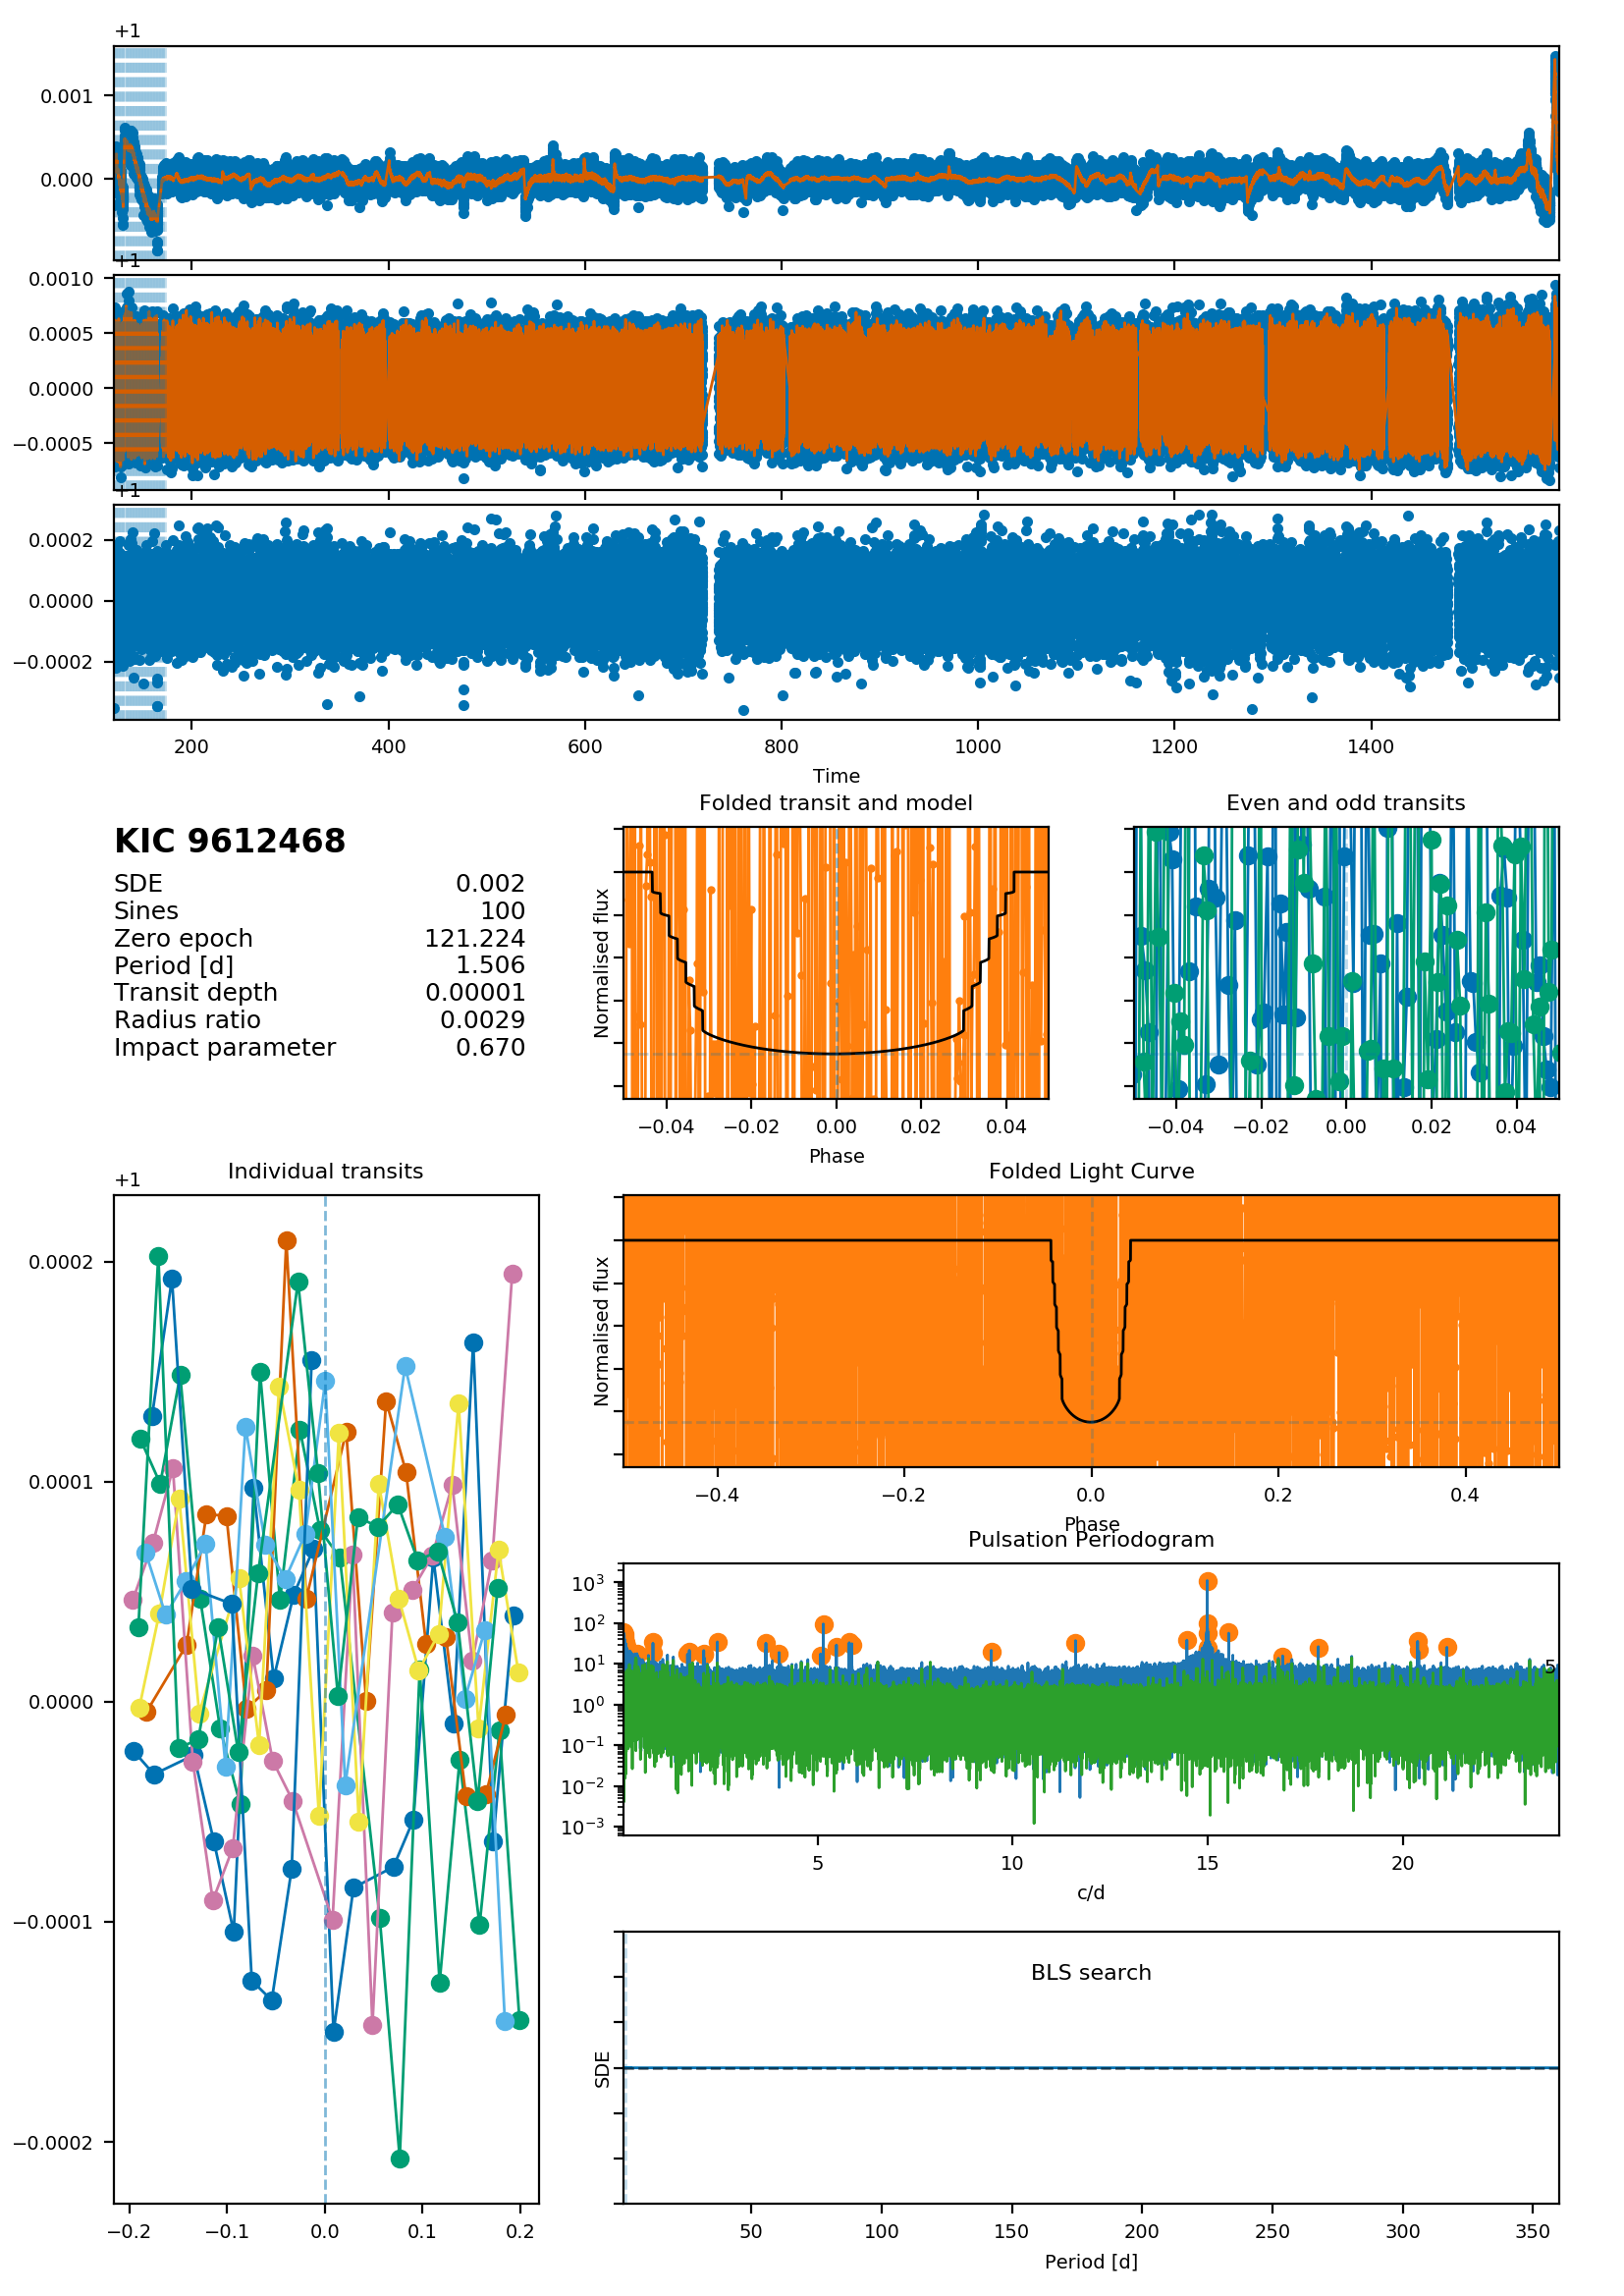 +1
0.001
0.000
+1
0.0010
0.0005
0.0000
−0.0005
+1
0.0002
0.0000
−0.0002
200 400 600 800 1000 1200 1400
Time
KIC 9612468
SDE 0.002
Sines 100
Zero epoch 121.224
Period [d] 1.506
Transit depth 0.00001
Radius ratio 0.0029
Impact parameter 0.670
Folded transit and model
Normalised flux
−0.04 −0.02 0.00 0.02 0.04
Phase
Even and odd transits
−0.04 −0.02 0.00 0.02 0.04
Individual transits
+1
0.0002
0.0001
0.0000
−0.0001
−0.0002
−0.2 −0.1 0.0 0.1 0.2
Folded Light Curve
Normalised flux
−0.4 −0.2 0.0 0.2 0.4
Phase
Pulsation Periodogram
10³
10²
10¹
10⁰
10⁻¹
10⁻²
10⁻³
5
5 10 15 20
c/d
BLS search
SDE
50 100 150 200 250 300 350
Period [d]